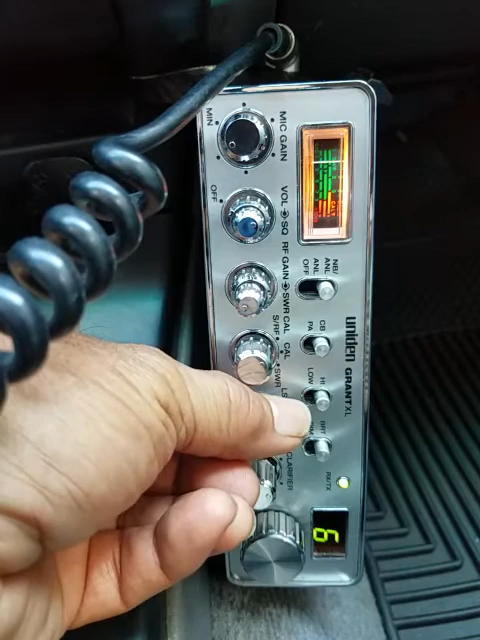 MIN
MIC GAIN
OFF
VOL
SQ
RF GAIN
SWR CAL
S/RF
CAL
SWR
CLARIFIER
NB/
ANL
ANL
OFF
CB
PA
HI
LOW
BRT
RX/TX
uniden GRANT XL
6